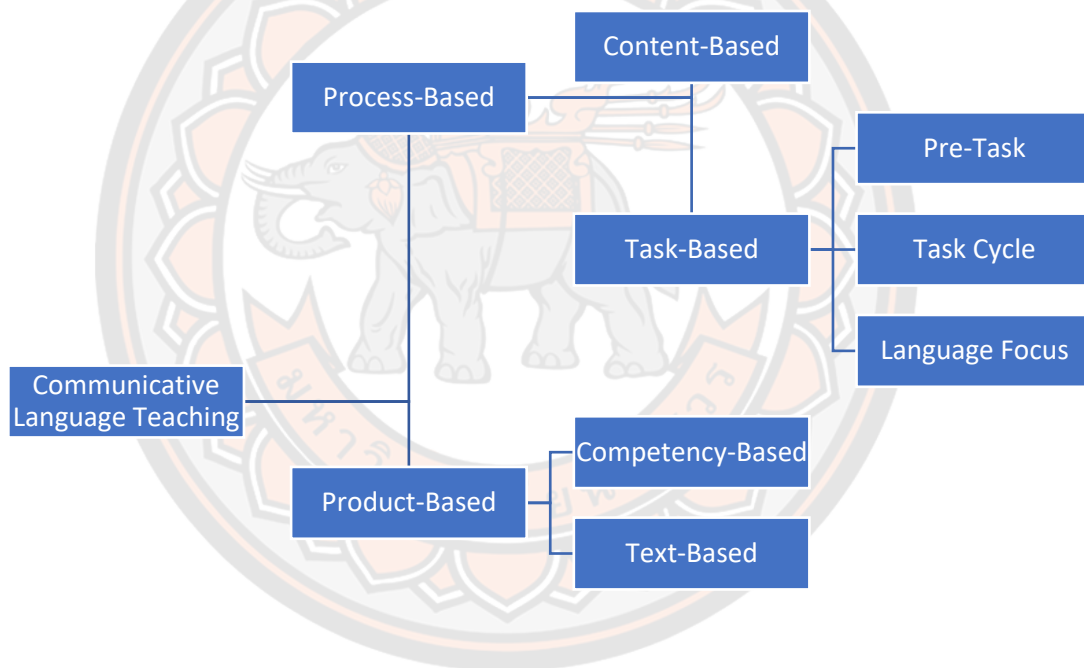 Content-Based
Process-Based
Pre-Task
Task-Based
Task Cycle
Language Focus
Communicative
Language Teaching
Competency-Based
Product-Based
Text-Based